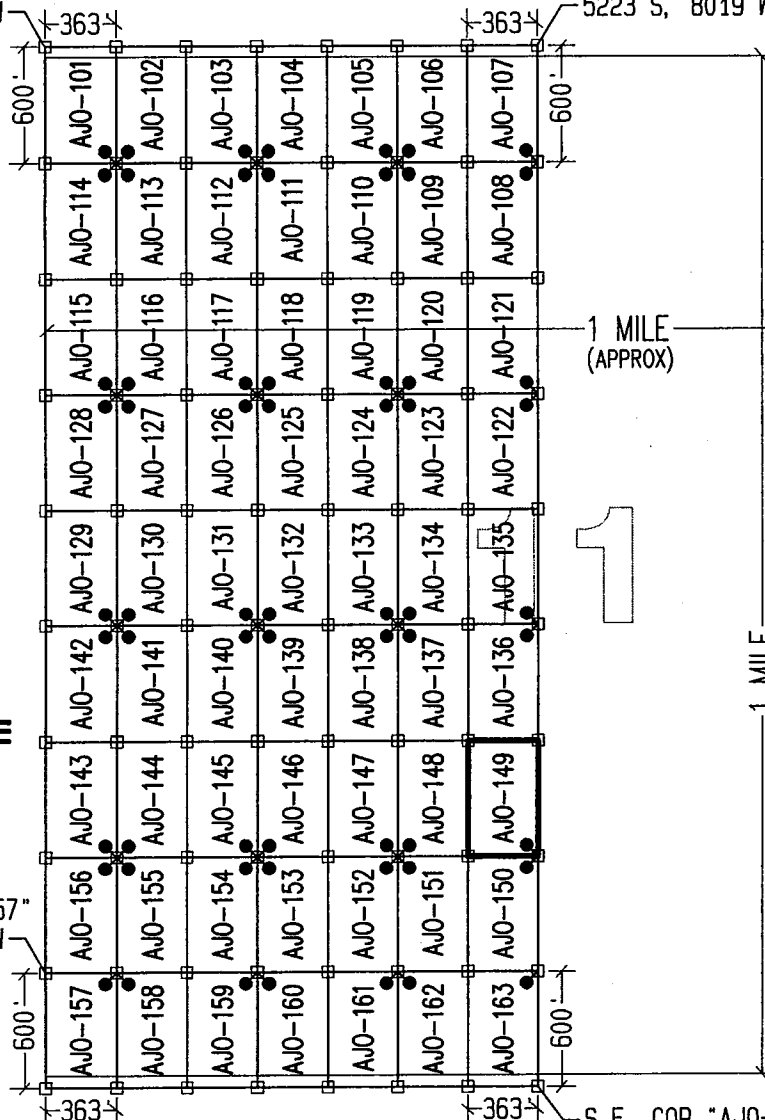 363'
363'
5223 S, 8019
600'
600'
AJO-101 AJO-102 AJO-103 AJO-104 AJO-105 AJO-106 AJO-107
AJO-114 AJO-113 AJO-112 AJO-111 AJO-110 AJO-109 AJO-108
AJO-115 AJO-116 AJO-117 AJO-118 AJO-119 AJO-120 AJO-121
1 MILE
(APPROX)
AJO-128 AJO-127 AJO-126 AJO-125 AJO-124 AJO-123 AJO-122
AJO-129 AJO-130 AJO-131 AJO-132 AJO-133 AJO-134 AJO-135
11
AJO-142 AJO-141 AJO-140 AJO-139 AJO-138 AJO-137 AJO-136
1 MILE
AJO-143 AJO-144 AJO-145 AJO-146 AJO-147 AJO-148 AJO-149
AJO-156 AJO-155 AJO-154 AJO-153 AJO-152 AJO-151 AJO-150
57"
AJO-157 AJO-158 AJO-159 AJO-160 AJO-161 AJO-162 AJO-163
600'
600'
363'
363'
S.E. COR "AJO-